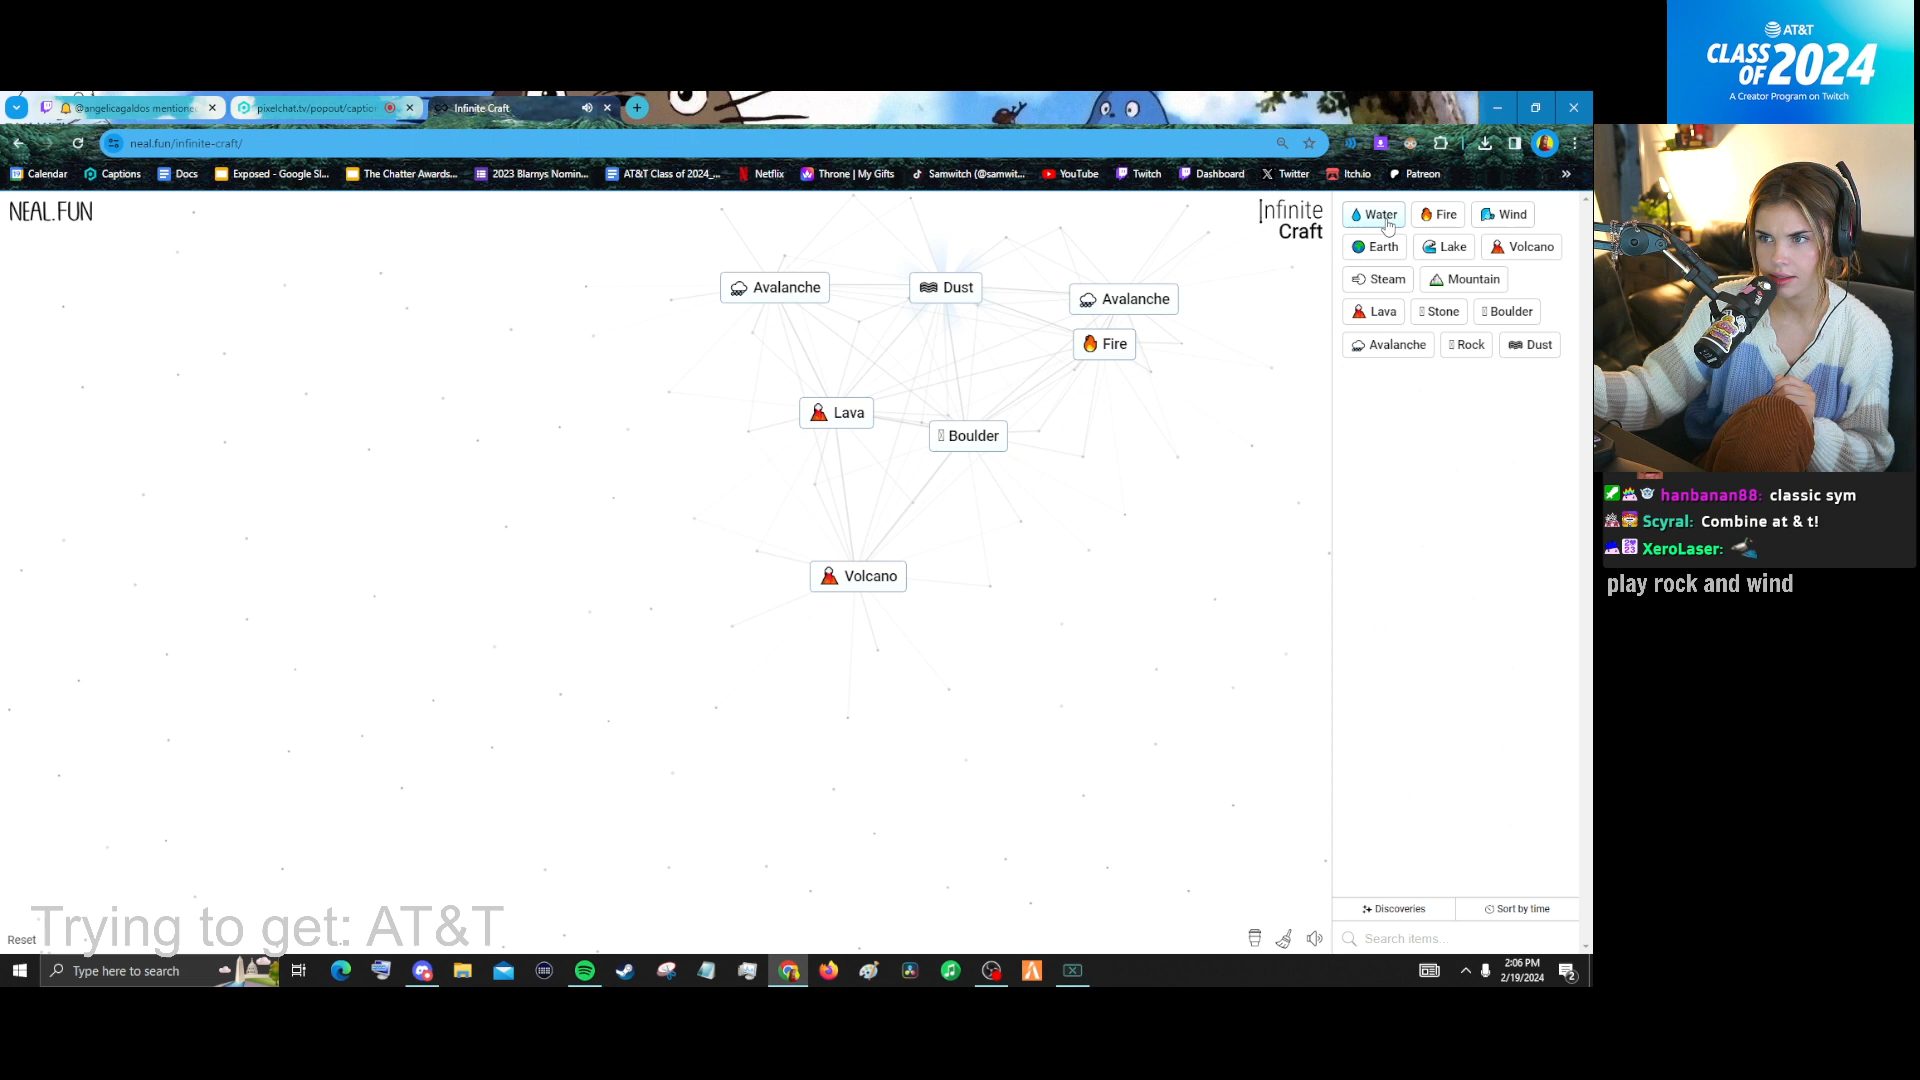 AT&T
CLASS
OF 2024
A Creator Program on Twitch
@angelicagaldos mentione
pixelchat.tv/popout/captio
Infinite Craft
neal.fun/infinite-craft/
Calendar
Captions
Docs
Exposed - Google Sl...
The Chatter Awards...
2023 Blarnys Nomin...
AT&T Class of 2024_...
Netflix
Throne | My Gifts
Samwitch (@samwit...
YouTube
Twitch
Dashboard
Twitter
Itch.io
Patreon
NEAL.FUN
Infinite
Craft
Water
Fire
Wind
Earth
Lake
Volcano
Steam
Mountain
Lava
Stone
Boulder
Avalanche
Rock
Dust
Avalanche
Dust
Avalanche
Fire
Lava
Boulder
Volcano
hanbanan88: classic sym
Scyral: Combine at & t!
XeroLaser:
play rock and wind
Trying to get: AT&T
Reset
Discoveries
Sort by time
Search items...
Type here to search
2:06 PM
2/19/2024
2